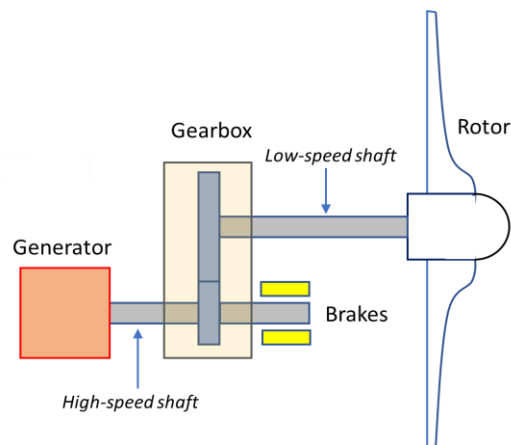 Gearbox
Rotor
Low-speed shaft
Generator
Brakes
High-speed shaft